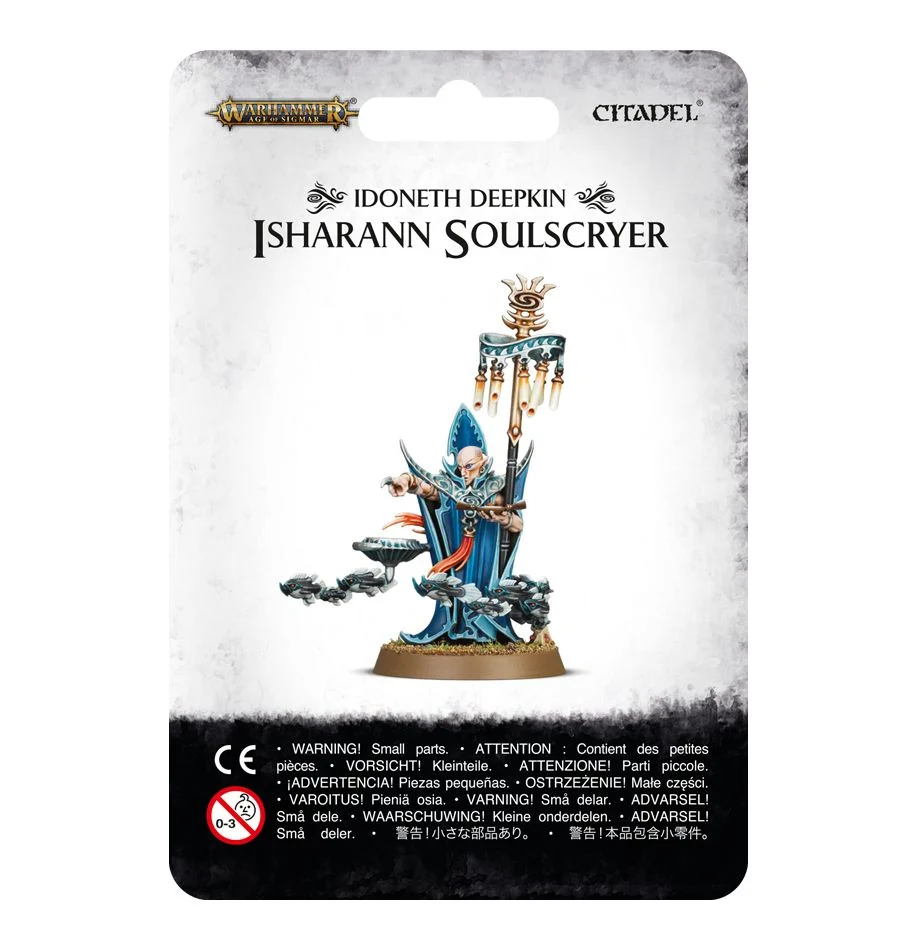 WARHAMMER®
AGE OF SIGMAR
CITADEL®
IDONETH DEEPKIN
ISHARANN SOULSCRYER
CE
0-3
• WARNING! Small parts. • ATTENTION : Contient des petites
pièces. • VORSICHT! Kleinteile. • ATTENZIONE! Parti piccole.
• ¡ADVERTENCIA! Piezas pequeñas. • OSTRZEŻENIE! Małe części.
• VAROITUS! Pieniä osia. • VARNING! Små delar. • ADVARSEL!
Små dele. • WAARSCHUWING! Kleine onderdelen. • ADVARSEL!
Små deler. • 警告！小さな部品あり。 • 警告！本品包含小零件。